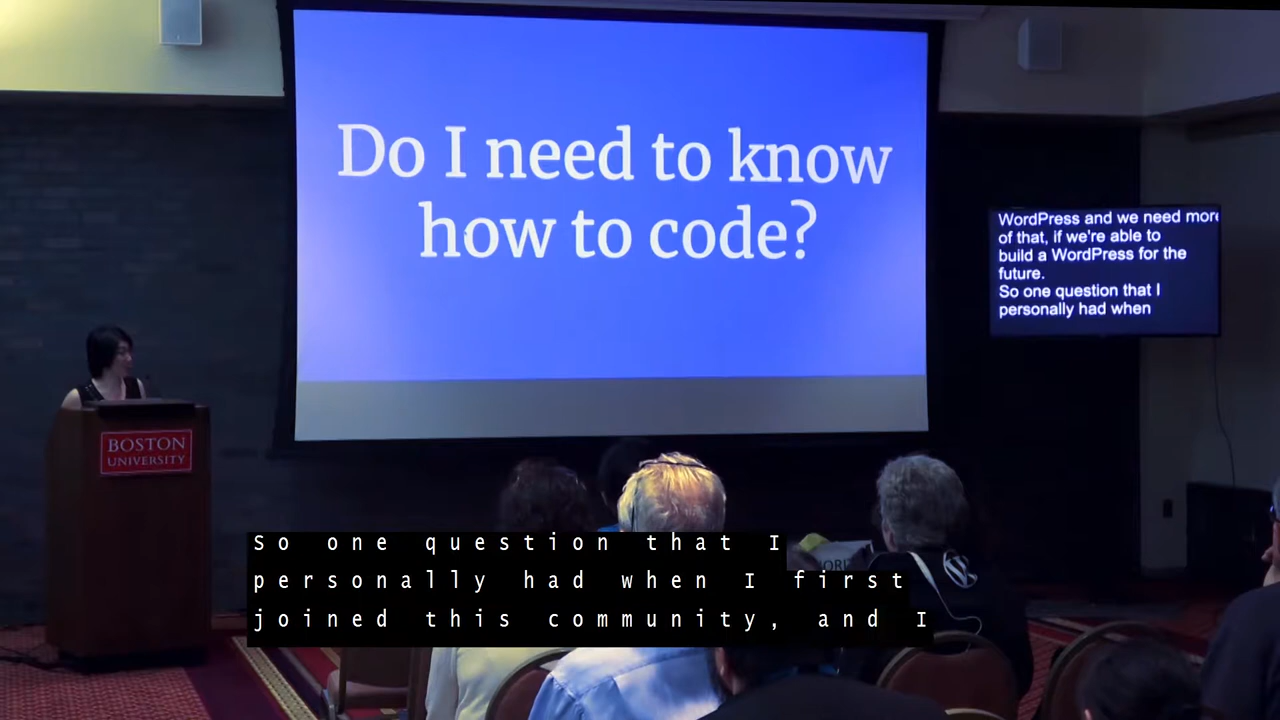 Do I need to know
how to code?
WordPress and we need more
of that, if we're able to
build a WordPress for the
future.
So one question that I
personally had when
BOSTON
UNIVERSITY
So one question that I
personally had when I first
joined this community, and I